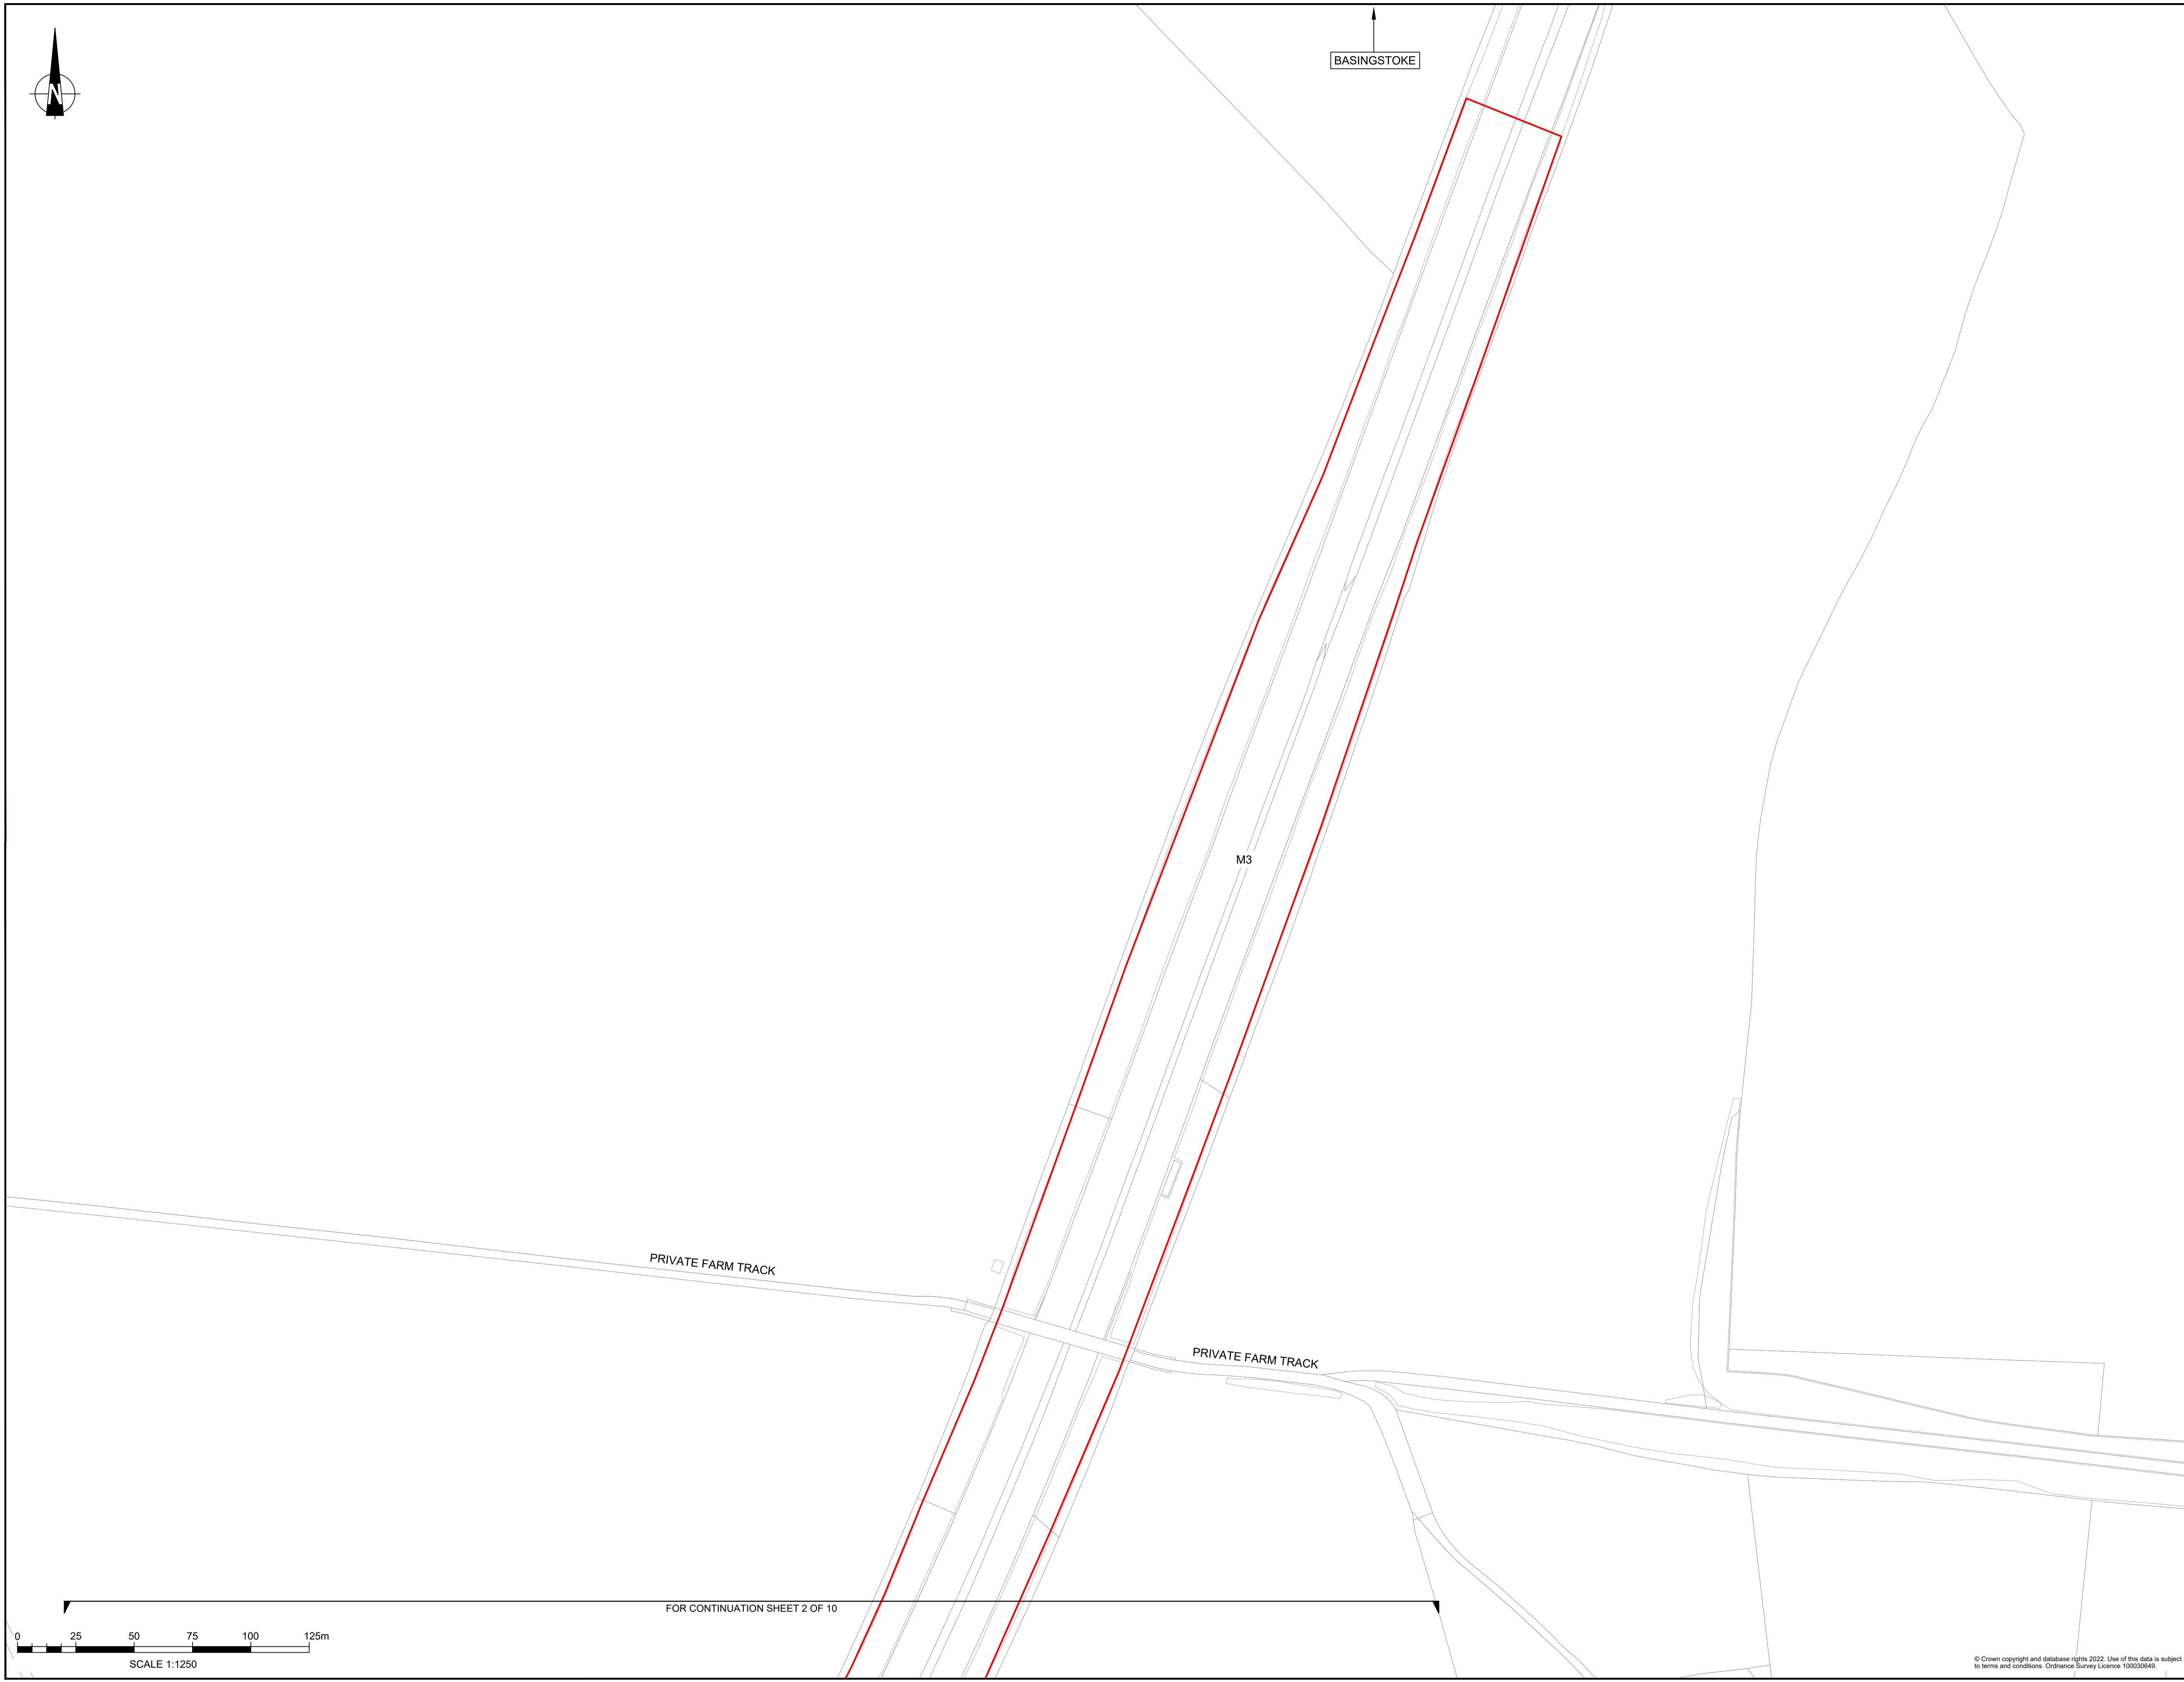 BASINGSTOKE
N
M3
PRIVATE FARM TRACK
PRIVATE FARM TRACK
FOR CONTINUATION SHEET 2 OF 10
0 25 50 75 100 125m
SCALE 1:1250
© Crown copyright and database rights 2022. Use of this data is subject
to terms and conditions. Ordnance Survey Licence 100030649.